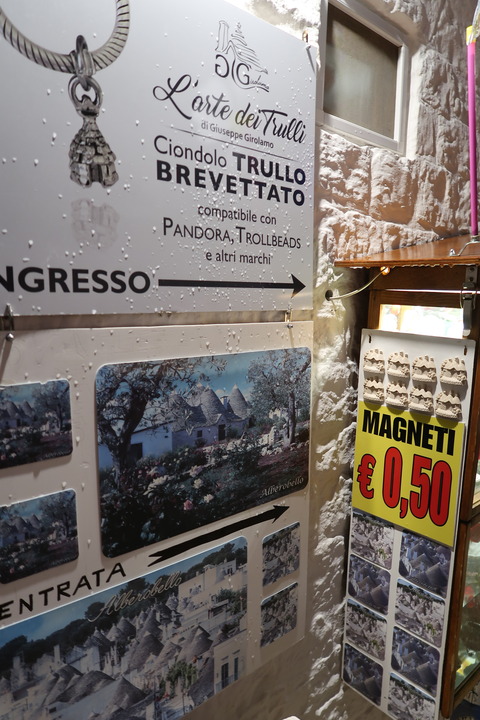 GG
L'arte dei Trulli
di Giuseppe Girolamo
Ciondolo TRULLO
BREVETTATO
compatibile con
PANDORA, TROLLBEADS
e altri marchi
NGRESSO
Alberobello
ENTRATA
Alberobello
MAGNETI
€ 0,50